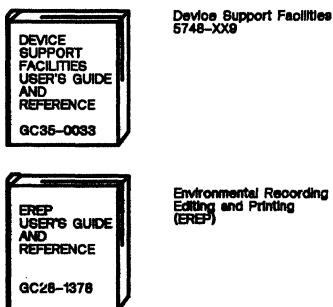 DEVICE
SUPPORT
FACILITIES
USER'S GUIDE
AND
REFERENCE
GC35-0033
Device Support Facilities
5748-XX9
EREP
USER'S GUIDE
AND
REFERENCE
GC28-1378
Environmental Recording
Editing and Printing
(EREP)